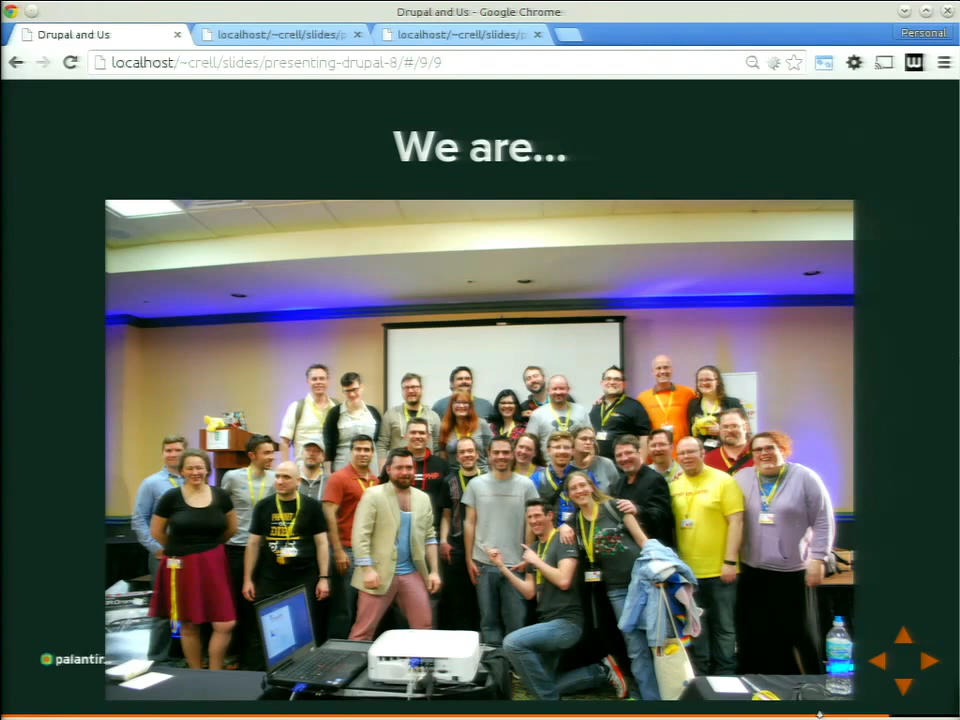 Drupal and Us - Google Chrome
Drupal and Us
localhost/~crell/slides/p
localhost/~crell/slides/p
Personal
localhost/~crell/slides/presenting-drupal-8/#/9/9
W
We are...
palantir